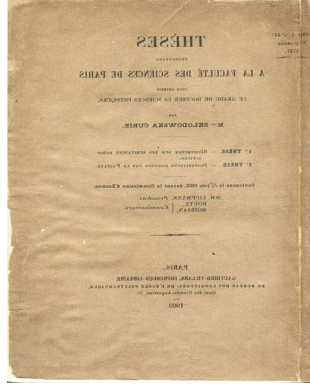 THÈSES
PRÉSENTÉES
A LA FACULTÉ DES SCIENCES DE PARIS
POUR OBTENIR
LE GRADE DE DOCTEUR ÈS SCIENCES PHYSIQUES,
PAR
Mme SKLODOWSKA CURIE.
1re THÈSE. — RECHERCHES SUR LES SUBSTANCES RADIO-
ACTIVES.
2e THÈSE. — PROPOSITIONS DONNÉES PAR LA FACULTÉ.
Soutenues le juin 1903, devant la Commission d'Examen.
MM. LIPPMANN, Président.
BOUTY,
MOISSAN, Examinateurs.
PARIS,
GAUTHIER-VILLARS, IMPRIMEUR-LIBRAIRE
DU BUREAU DES LONGITUDES, DE L'ÉCOLE POLYTECHNIQUE,
Quai des Grands-Augustins, 55.
1903